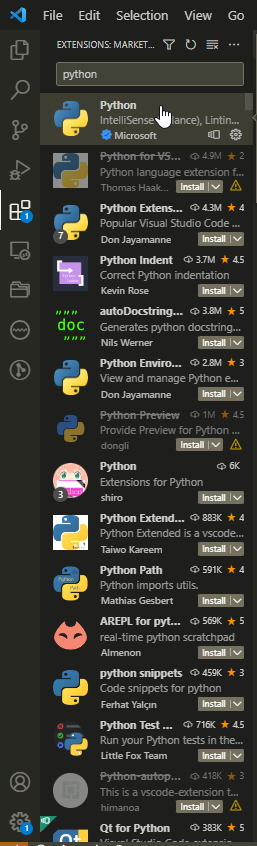 File Edit Selection View Go
EXTENSIONS: MARKET...
python
Python
IntelliSense Lintin...
Microsoft
Python for VS... 4.9M 2
Python language extension f...
Thomas Haak... Install
Python Extens... 4.3M 4
Popular Visual Studio Code ...
7
Don Jayamanne Install
Python Indent 3.7M 4.5
Correct Python indentation
Kevin Rose Install
"""
doc
"""
autoDocstring... 3.8M 5
Generates python docstring...
Nils Werner Install
Python Enviro... 2.8M 3
View and manage Python e...
Don Jayamanne Install
Python Preview 1M 4.5
Provide Preview for Python ...
dongli Install
Python 6K
Extensions for Python
3
shiro Install
Python Extend... 883K 4
Python Extended is a vscode...
Taiwo Kareem Install
Python Path 591K 4
Python imports utils.
Mathias Gesbert Install
AREPL for pyt... 569K 5
real-time python scratchpad
Almenon Install
python snippets 459K 3
Code snippets for python
Ferhat Yalçın Install
Python Test ... 716K 4.5
Run your Python tests in the...
Little Fox Team Install
Python-autop... 418K 3
This is a vscode-extension t...
himanoa Install
Qt for Python 383K 5
1
1